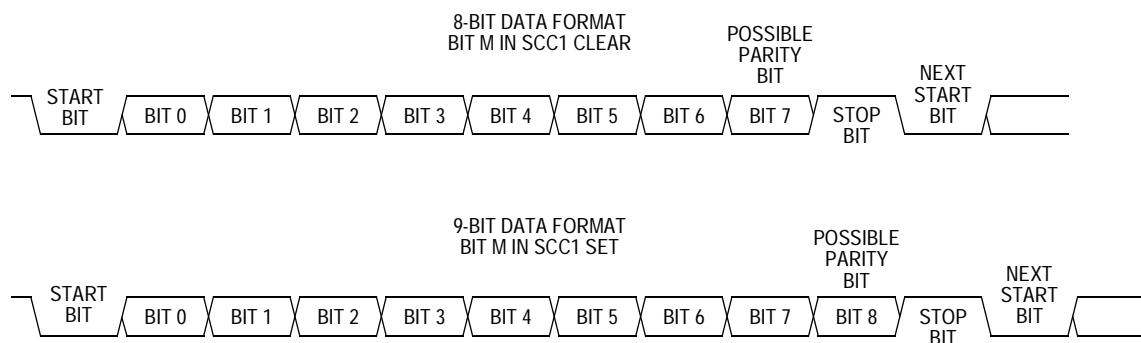 8-BIT DATA FORMAT
BIT M IN SCC1 CLEAR
POSSIBLE
PARITY
BIT
START
BIT
BIT 0
BIT 1
BIT 2
BIT 3
BIT 4
BIT 5
BIT 6
BIT 7
STOP
BIT
NEXT
START
BIT
9-BIT DATA FORMAT
BIT M IN SCC1 SET
POSSIBLE
PARITY
BIT
START
BIT
BIT 0
BIT 1
BIT 2
BIT 3
BIT 4
BIT 5
BIT 6
BIT 7
BIT 8
STOP
BIT
NEXT
START
BIT